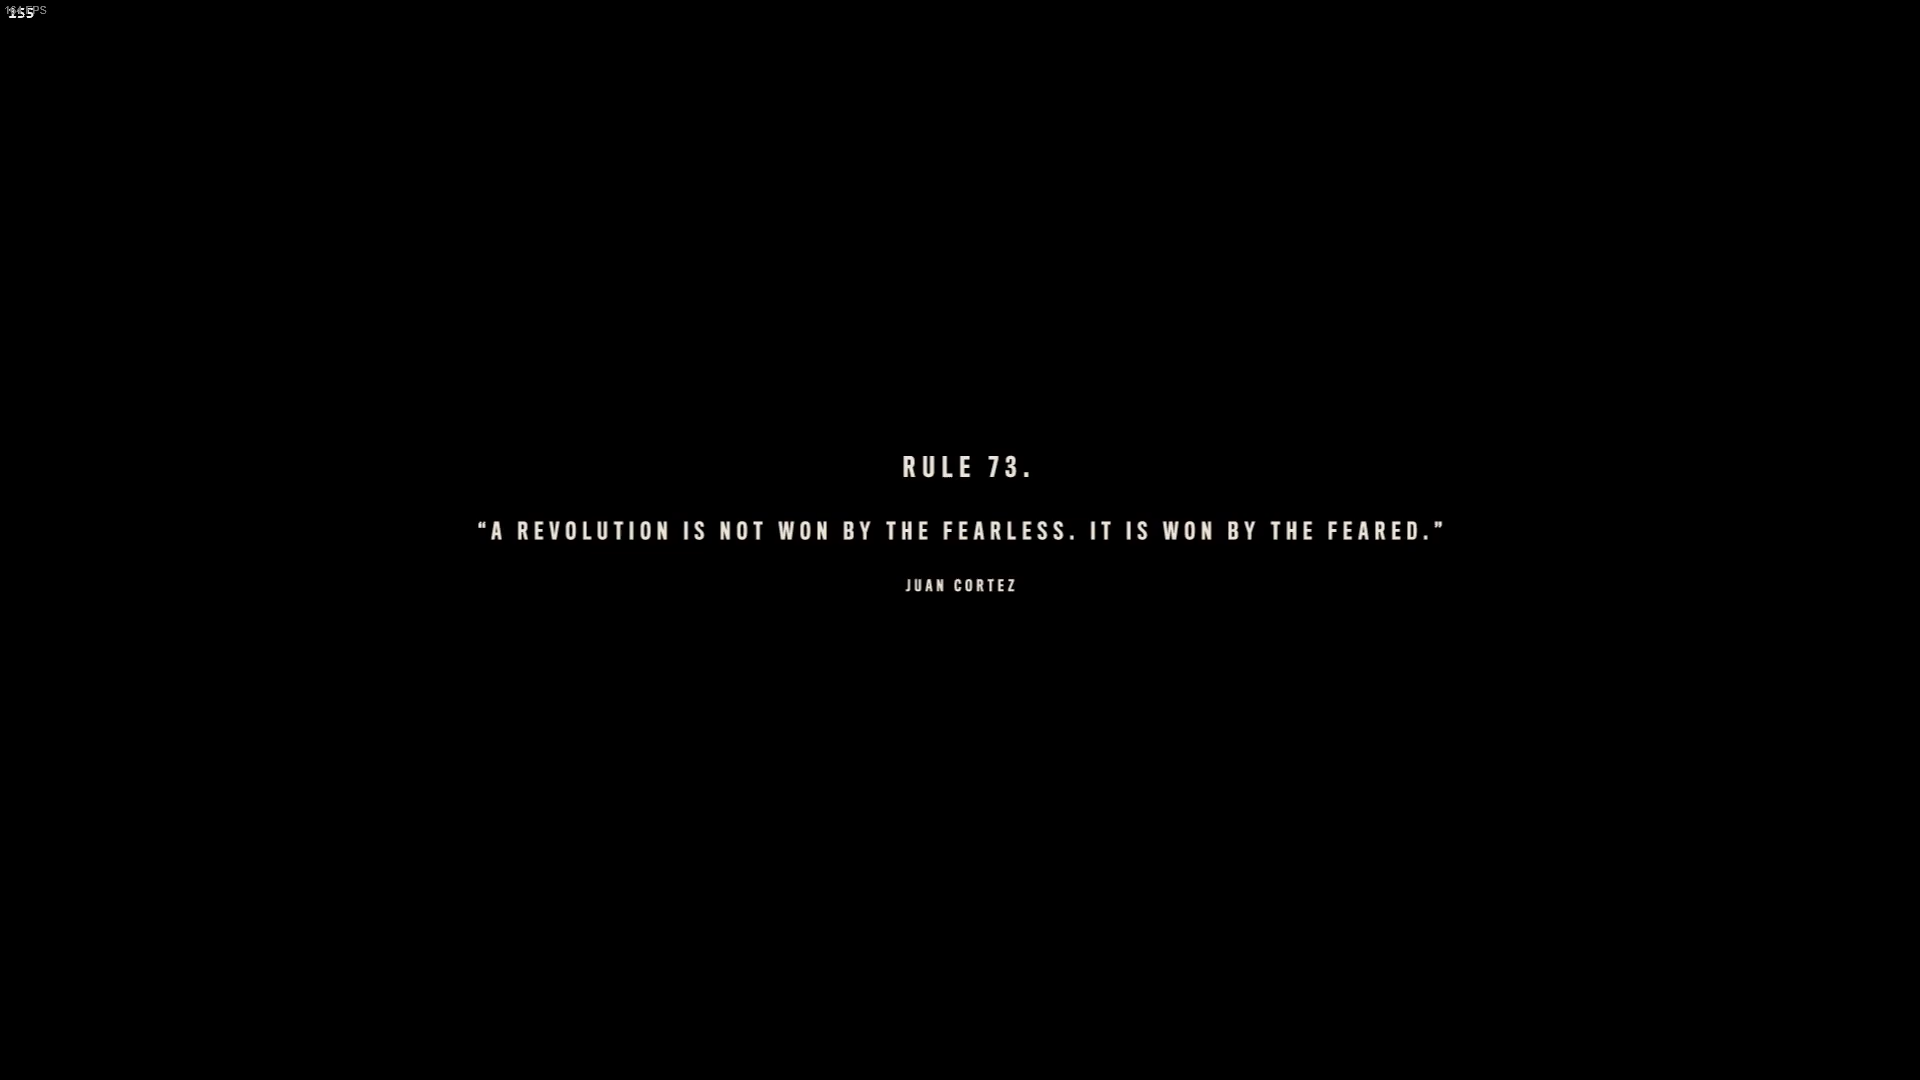 RULE 73.
“A REVOLUTION IS NOT WON BY THE FEARLESS. IT IS WON BY THE FEARED.”
JUAN CORTEZ